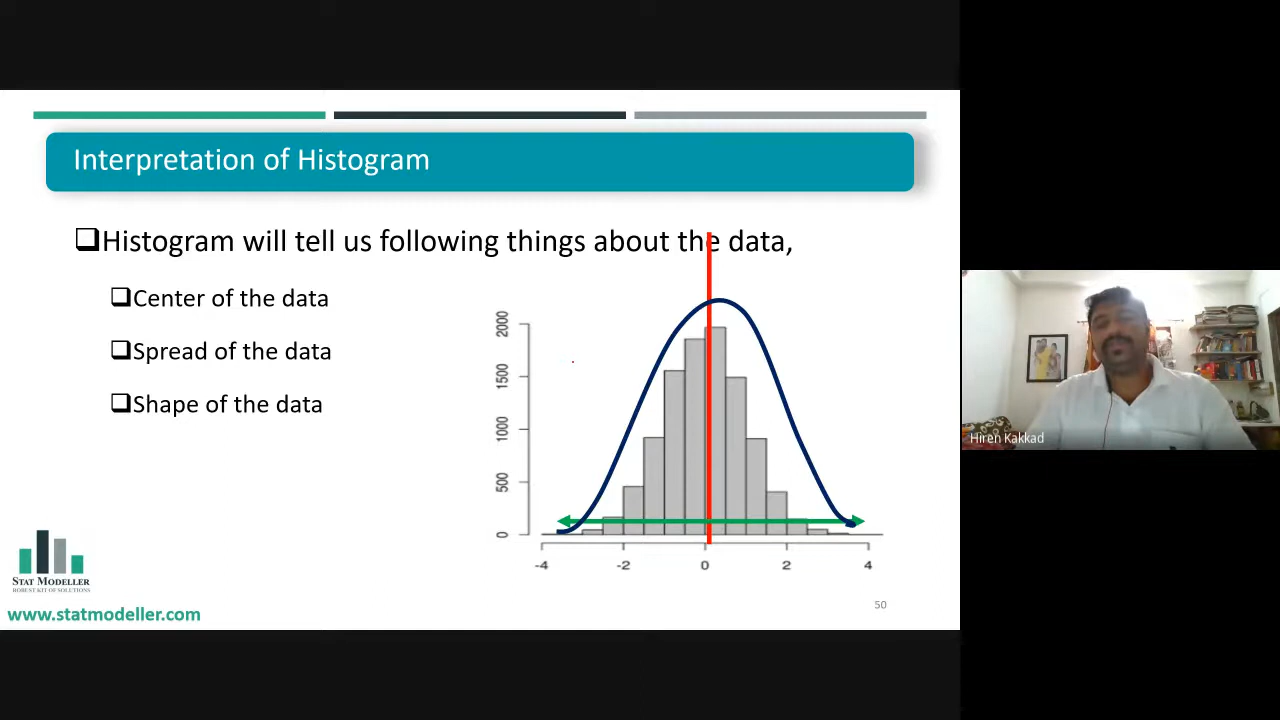 Interpretation of Histogram
Histogram will tell us following things about the data,
Center of the data
Spread of the data
Shape of the data
2000
1500
1000
500
0
-4 -2 0 2 4
STAT MODELLER
ROBUST KIT OF SOLUTIONS
www.statmodeller.com
50
Hiren Kakkad